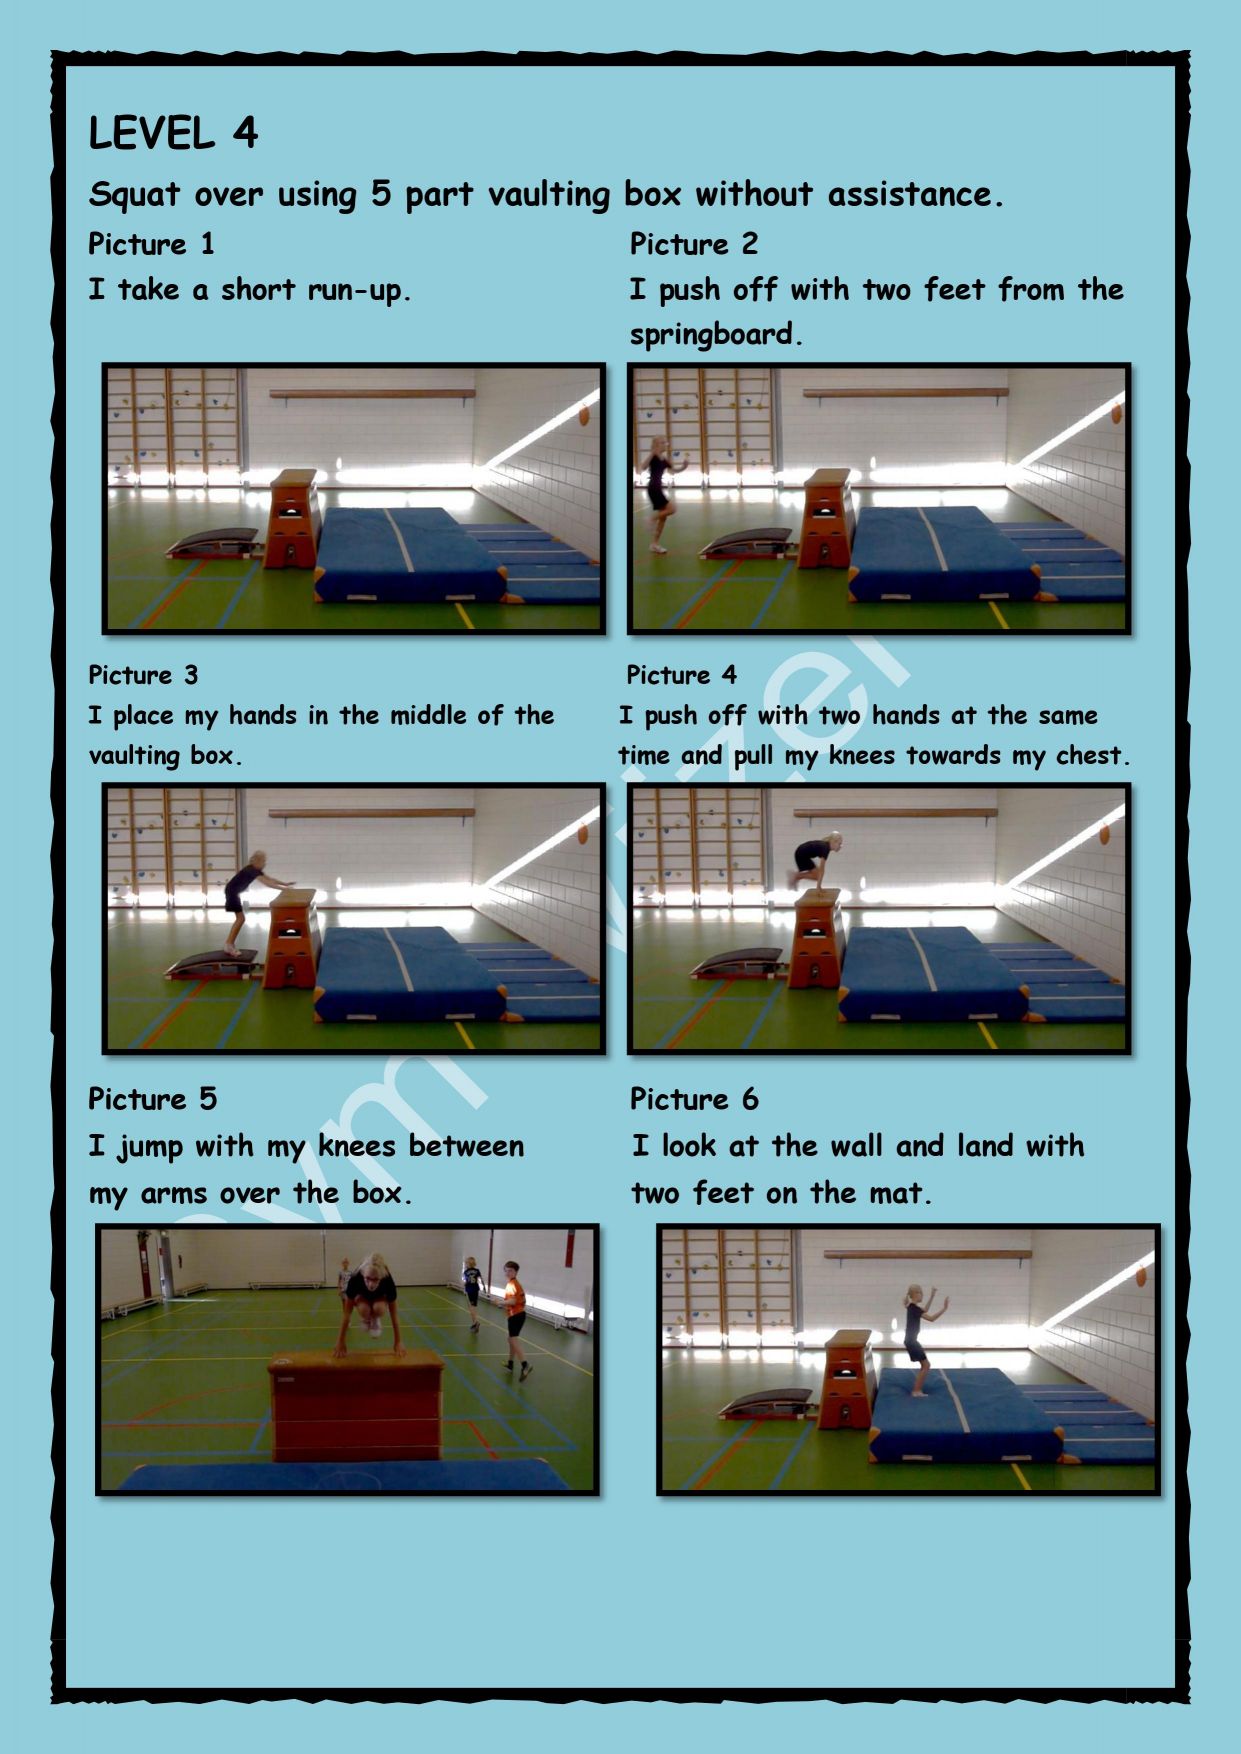 LEVEL 4
Squat over using 5 part vaulting box without assistance.
Picture 1
I take a short run-up.
Picture 2
I push off with two feet from the
springboard.
Picture 3
I place my hands in the middle of the
vaulting box.
Picture 4
I push off with two hands at the same
time and pull my knees towards my chest.
Picture 5
I jump with my knees between
my arms over the box.
Picture 6
I look at the wall and land with
two feet on the mat.